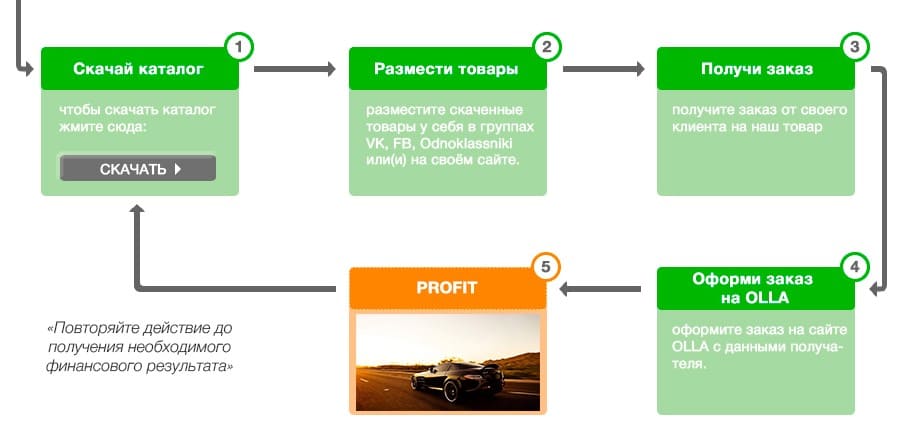 1
Скачай каталог
чтобы скачать каталог
жмите сюда:
СКАЧАТЬ
2
Размести товары
разместите скаченные
товары у себя в группах
VK, FB, Odnoklassniki
или(и) на своём сайте.
3
Получи заказ
получите заказ от своего
клиента на наш товар
4
Оформи заказ
на OLLA
оформите заказ на сайте
OLLA с данными получа-
теля.
5
PROFIT
«Повторяйте действие до
получения необходимого
финансового результата»